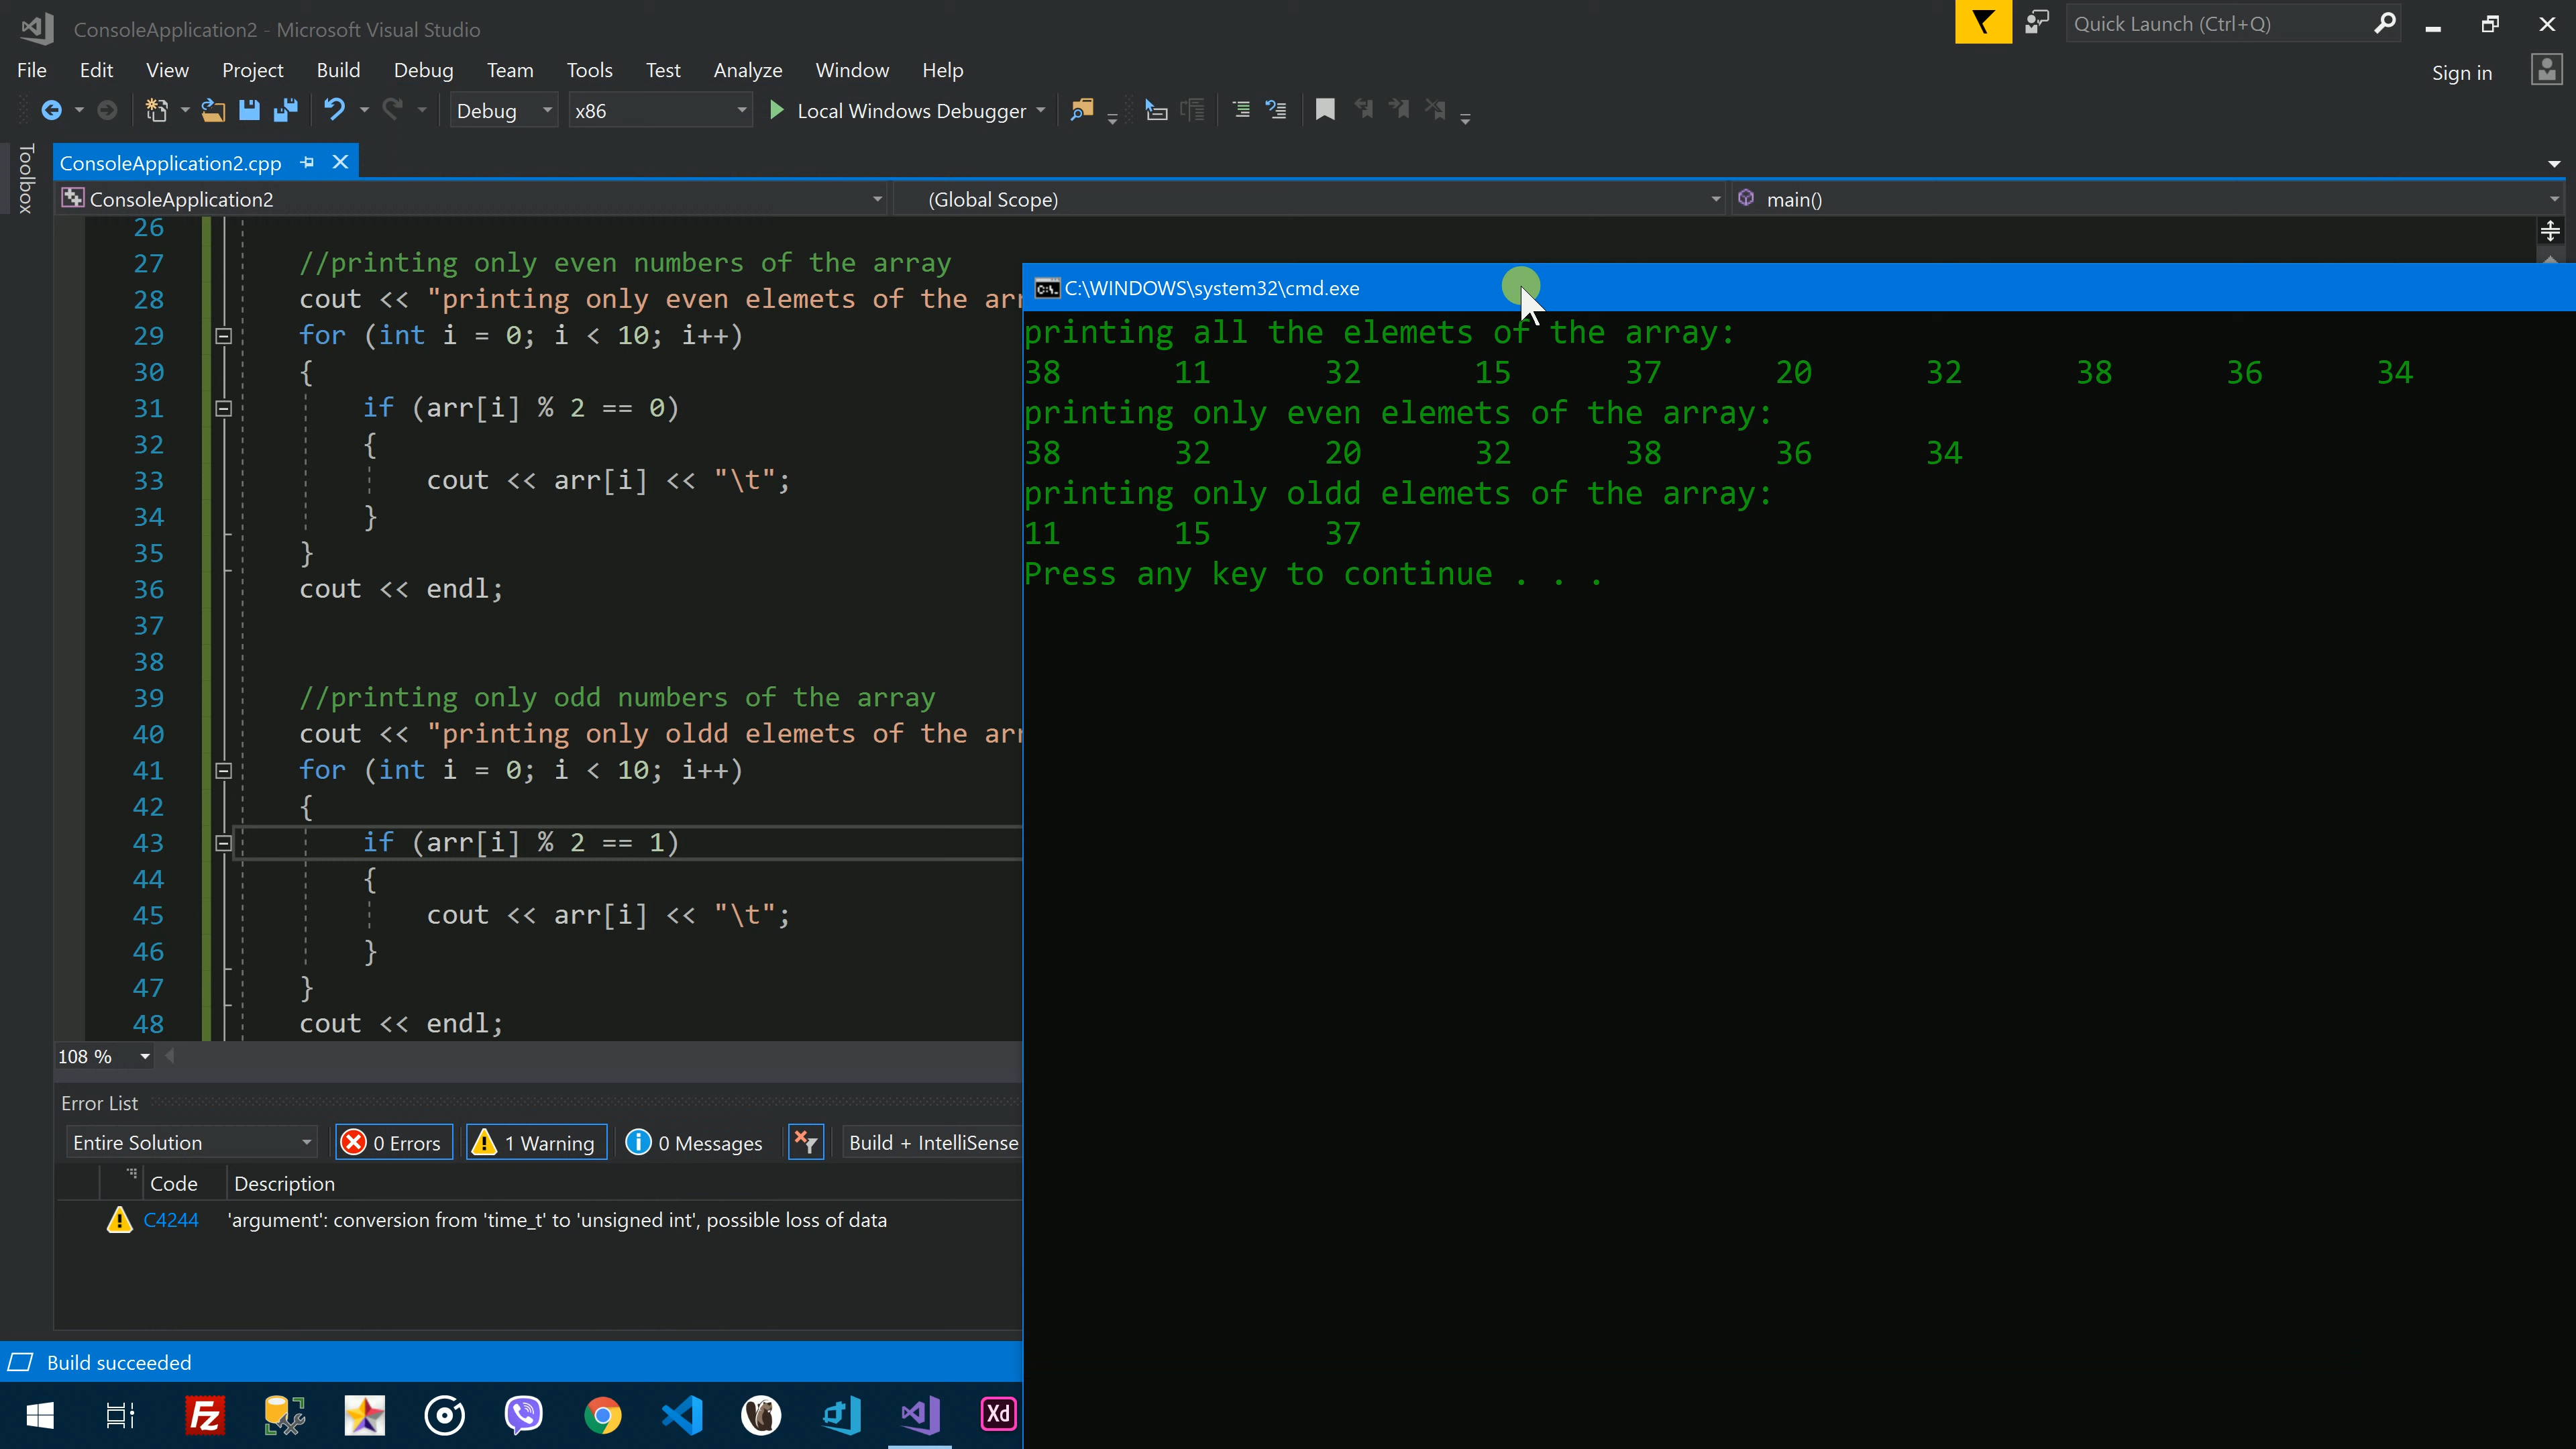 ConsoleApplication2 - Microsoft Visual Studio
Quick Launch (Ctrl+Q)
File Edit View Project Build Debug Team Tools Test Analyze Window Help
Sign in
Debug x86 Local Windows Debugger
Toolbox
ConsoleApplication2.cpp
ConsoleApplication2 (Global Scope) main()
26
27 //printing only even numbers of the array
28 cout << "printing only even elemets of the arr
29 for (int i = 0; i < 10; i++)
30 {
31 if (arr[i] % 2 == 0)
32 {
33 cout << arr[i] << "\t";
34 }
35 }
36 cout << endl;
37
38
39 //printing only odd numbers of the array
40 cout << "printing only oldd elemets of the arr
41 for (int i = 0; i < 10; i++)
42 {
43 if (arr[i] % 2 == 1)
44 {
45 cout << arr[i] << "\t";
46 }
47 }
48 cout << endl;
108 %
C:\WINDOWS\system32\cmd.exe
printing all the elemets of the array:
38 11 32 15 37 20 32 38 36 34
printing only even elemets of the array:
38 32 20 32 38 36 34
printing only oldd elemets of the array:
11 15 37
Press any key to continue . . .
Error List
Entire Solution 0 Errors 1 Warning 0 Messages Build + IntelliSense
Code Description
C4244 'argument': conversion from 'time_t' to 'unsigned int', possible loss of data
Build succeeded
Fz
Xd